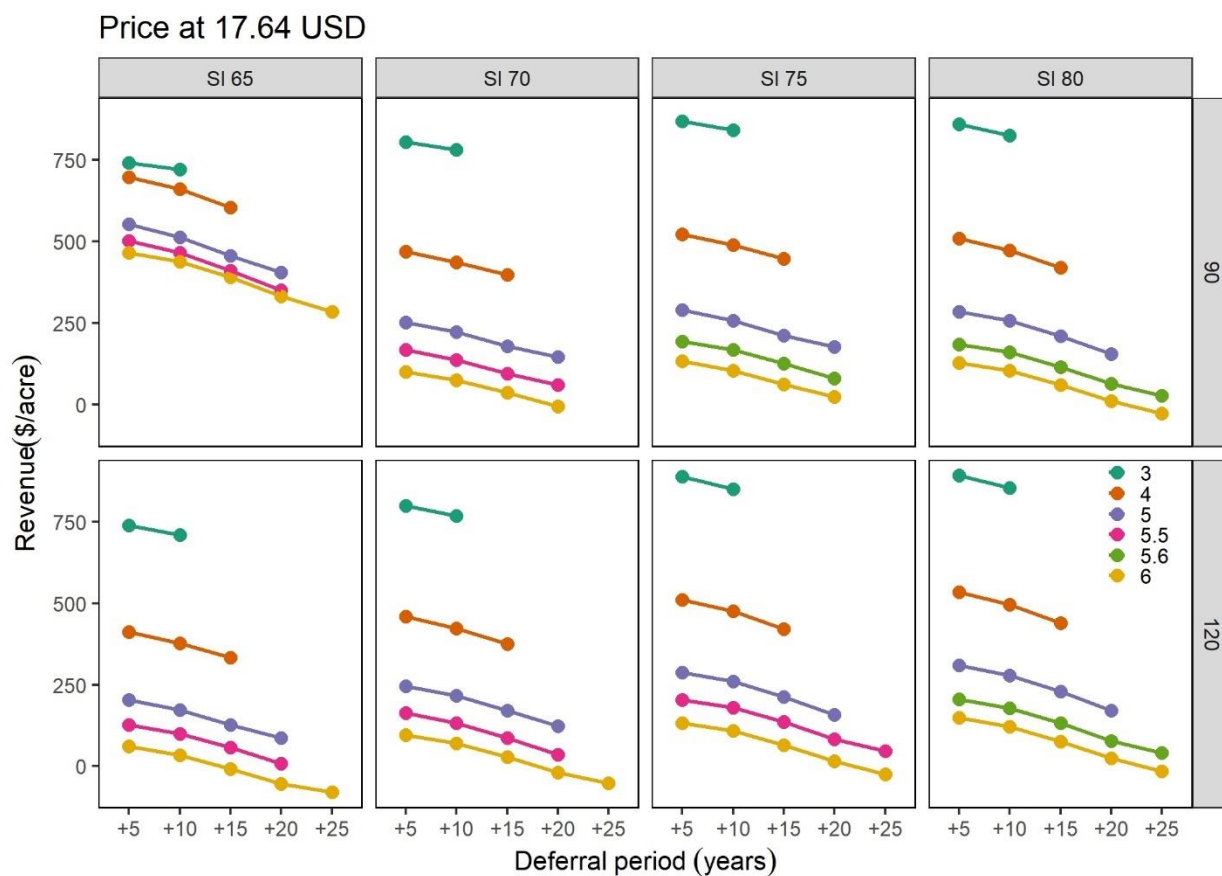 Price at 17.64 USD
SI 65
SI 70
SI 75
SI 80
Revenue($/acre)
750
500
250
0
90
750
500
250
0
120
3
4
5
5.5
5.6
6
+5 +10 +15 +20 +25
+5 +10 +15 +20 +25
+5 +10 +15 +20 +25
+5 +10 +15 +20 +25
Deferral period (years)